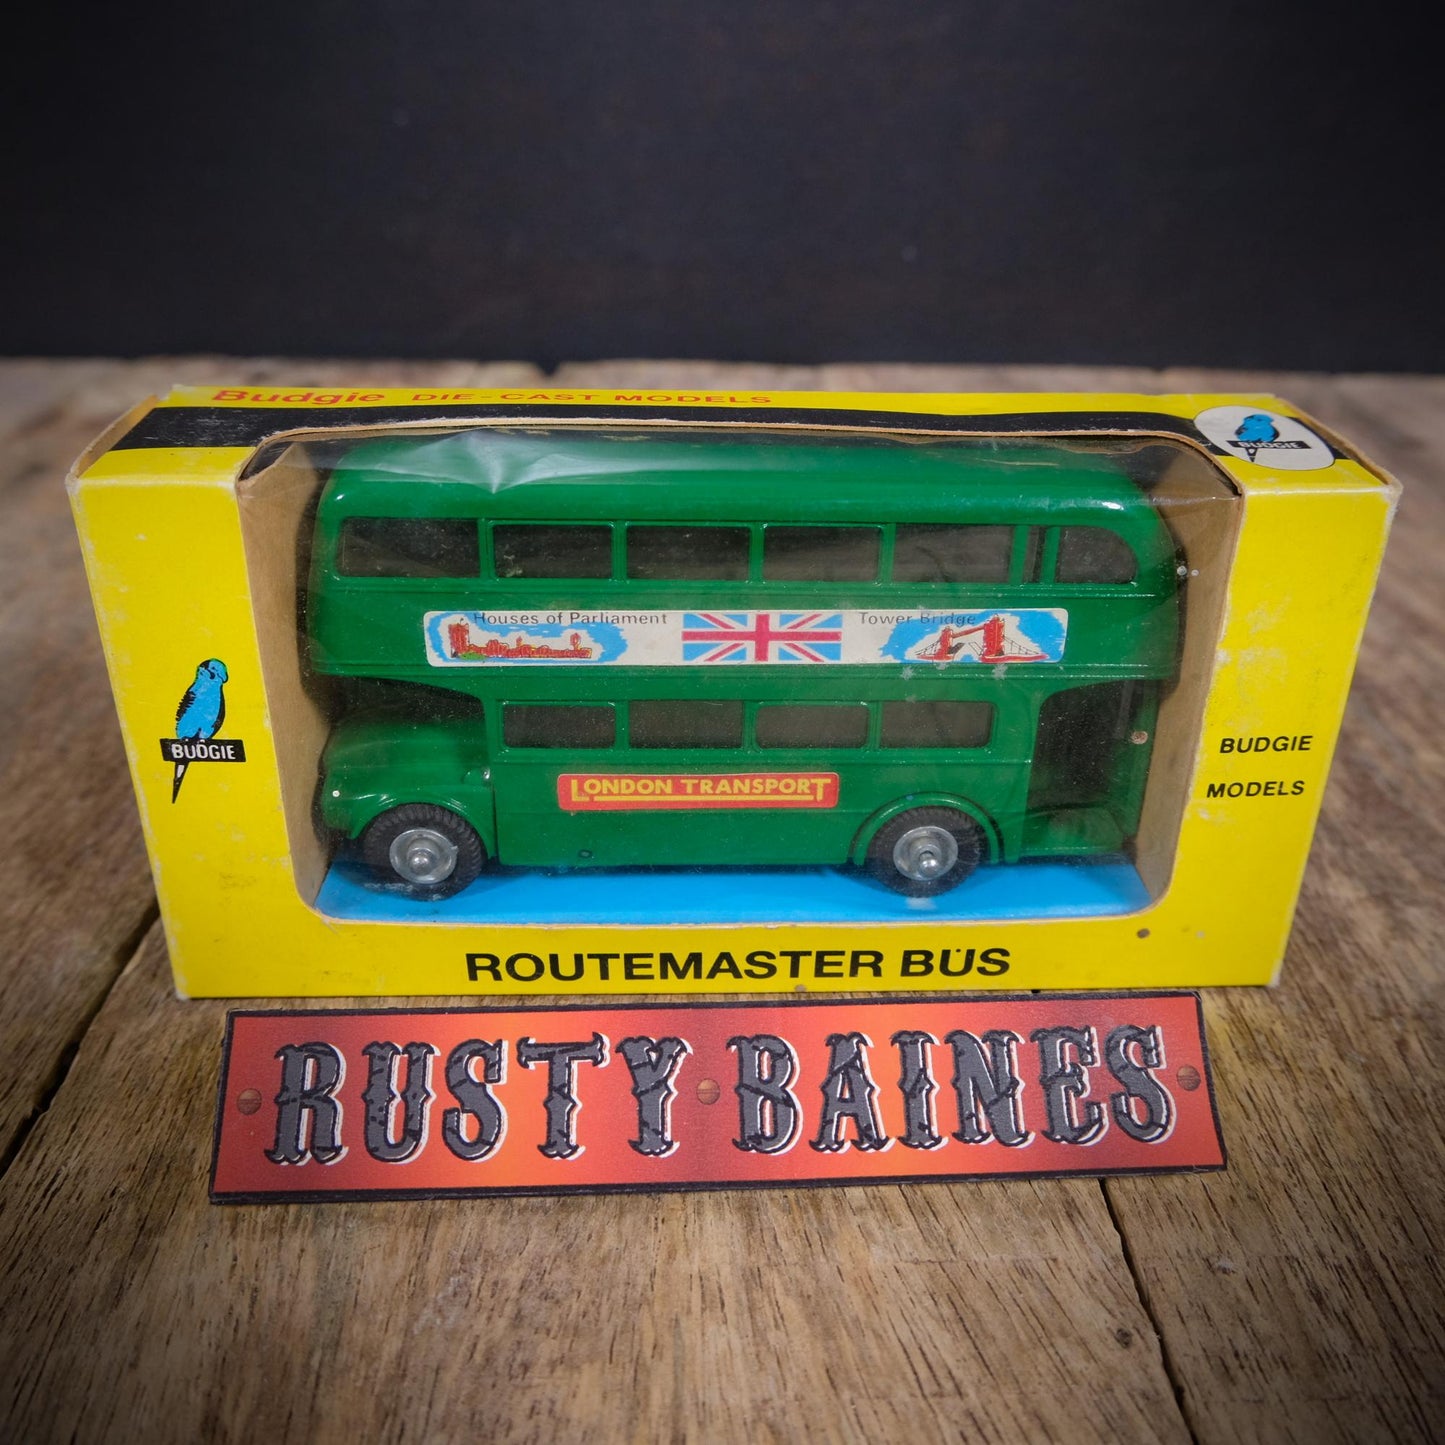 Budgie DIE-CAST MODELS
BUDGIE
Houses of Parliament
Tower Bridge
LONDON TRANSPORT
BUDGIE
BUDGIE
MODELS
ROUTEMASTER BUS
RUSTY BAINES